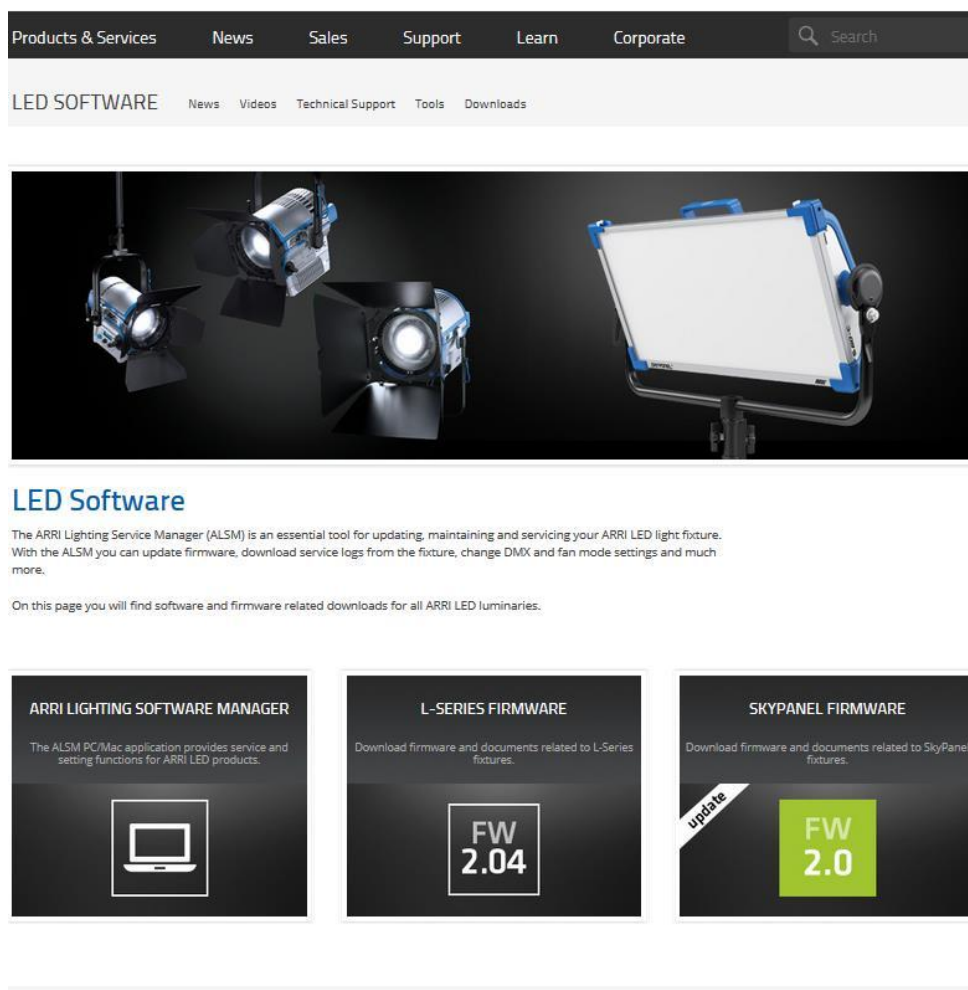 Products & Services News Sales Support Learn Corporate Search
LED SOFTWARE News Videos Technical Support Tools Downloads
SKYPANEL
ARRI
LED Software
The ARRI Lighting Service Manager (ALSM) is an essential tool for updating, maintaining and servicing your ARRI LED light fixture.
With the ALSM you can update firmware, download service logs from the fixture, change DMX and fan mode settings and much
more.
On this page you will find software and firmware related downloads for all ARRI LED luminaries.
ARRI LIGHTING SOFTWARE MANAGER
The ALSM PC/Mac application provides service and
setting functions for ARRI LED products.
L-SERIES FIRMWARE
Download firmware and documents related to L-Series
fixtures.
FW
2.04
SKYPANEL FIRMWARE
Download firmware and documents related to SkyPanel
fixtures.
update
FW
2.0